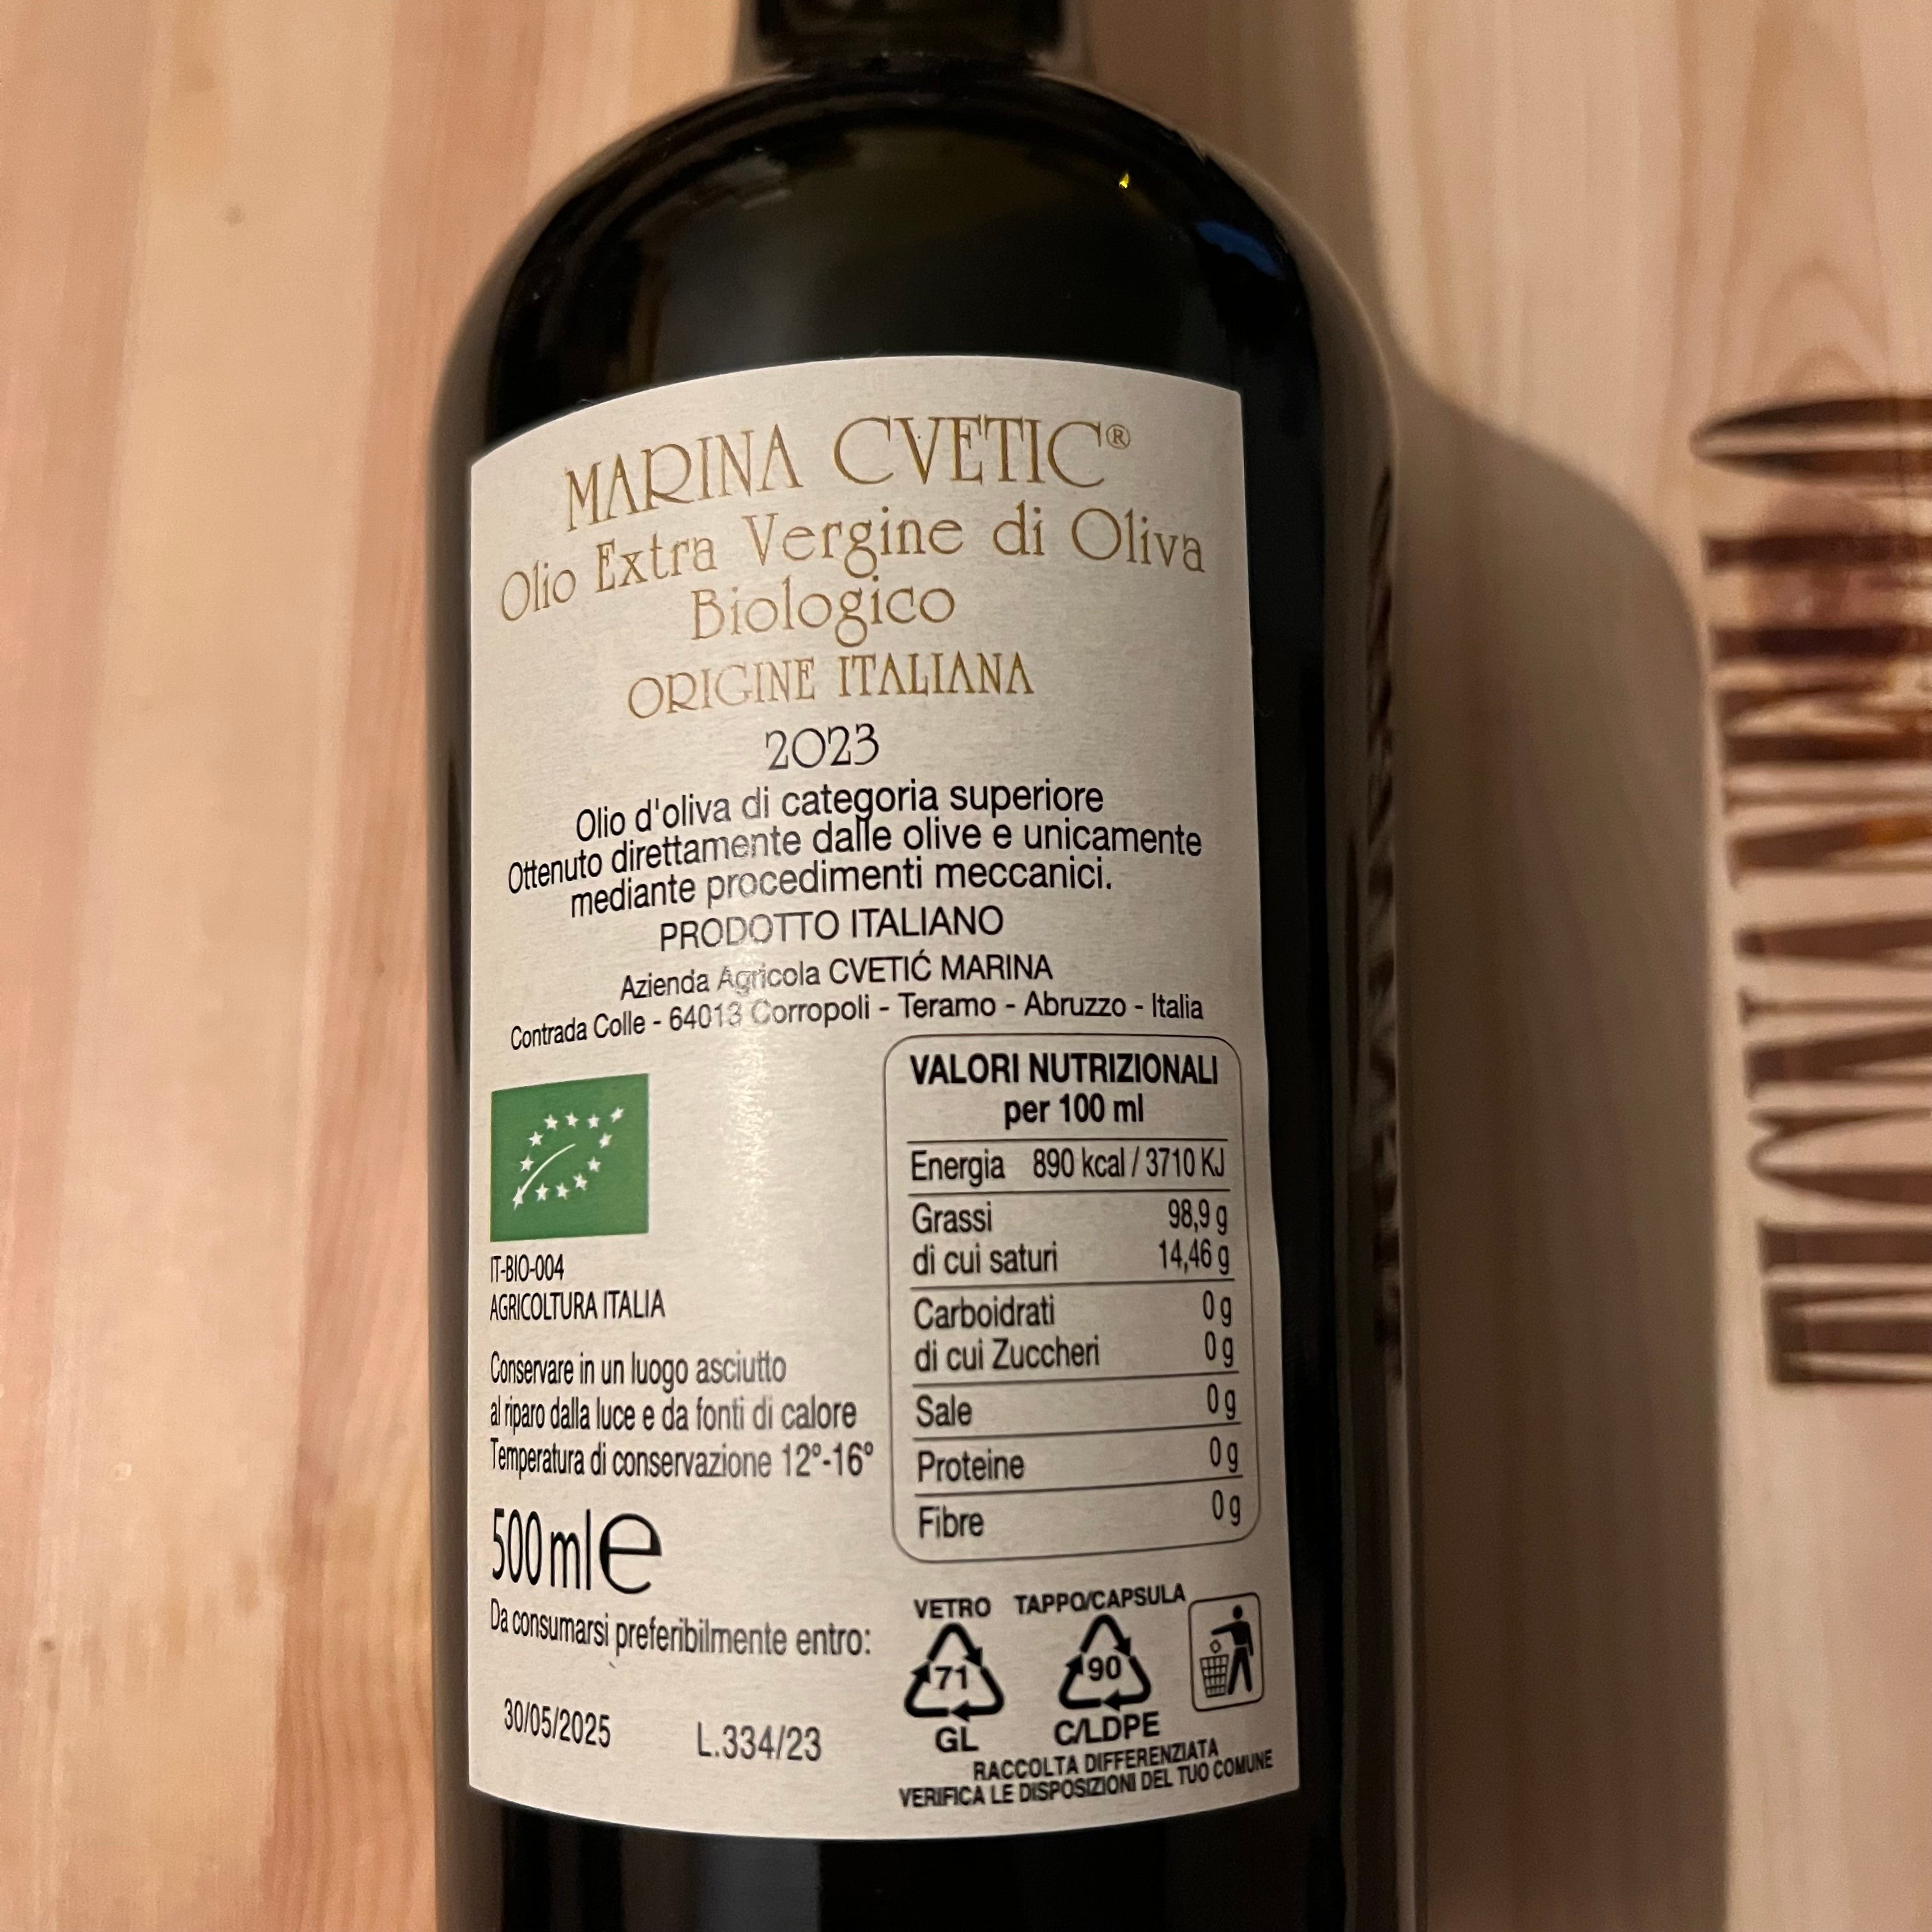 MARINA CVETIC®
Olio Extra Vergine di Oliva
Biologico
ORIGINE ITALIANA
2023
Olio d'oliva di categoria superiore
Ottenuto direttamente dalle olive e unicamente
mediante procedimenti meccanici.
PRODOTTO ITALIANO
Azienda Agricola CVETIĆ MARINA
Contrada Colle - 64013 Corropoli - Teramo - Abruzzo - Italia
IT-BIO-004
AGRICOLTURA ITALIA
Conservare in un luogo asciutto
al riparo dalla luce e da fonti di calore
Temperatura di conservazione 12°-16°
500 ml e
Da consumarsi preferibilmente entro:
30/05/2025 L.334/23
VALORI NUTRIZIONALI
per 100 ml
Energia 890 kcal / 3710 KJ
Grassi 98,9 g
di cui saturi 14,46 g
Carboidrati 0 g
di cui Zuccheri 0 g
Sale 0 g
Proteine 0 g
Fibre 0 g
VETRO TAPPO/CAPSULA
71 90
GL C/LDPE
RACCOLTA DIFFERENZIATA
VERIFICA LE DISPOSIZIONI DEL TUO COMUNE